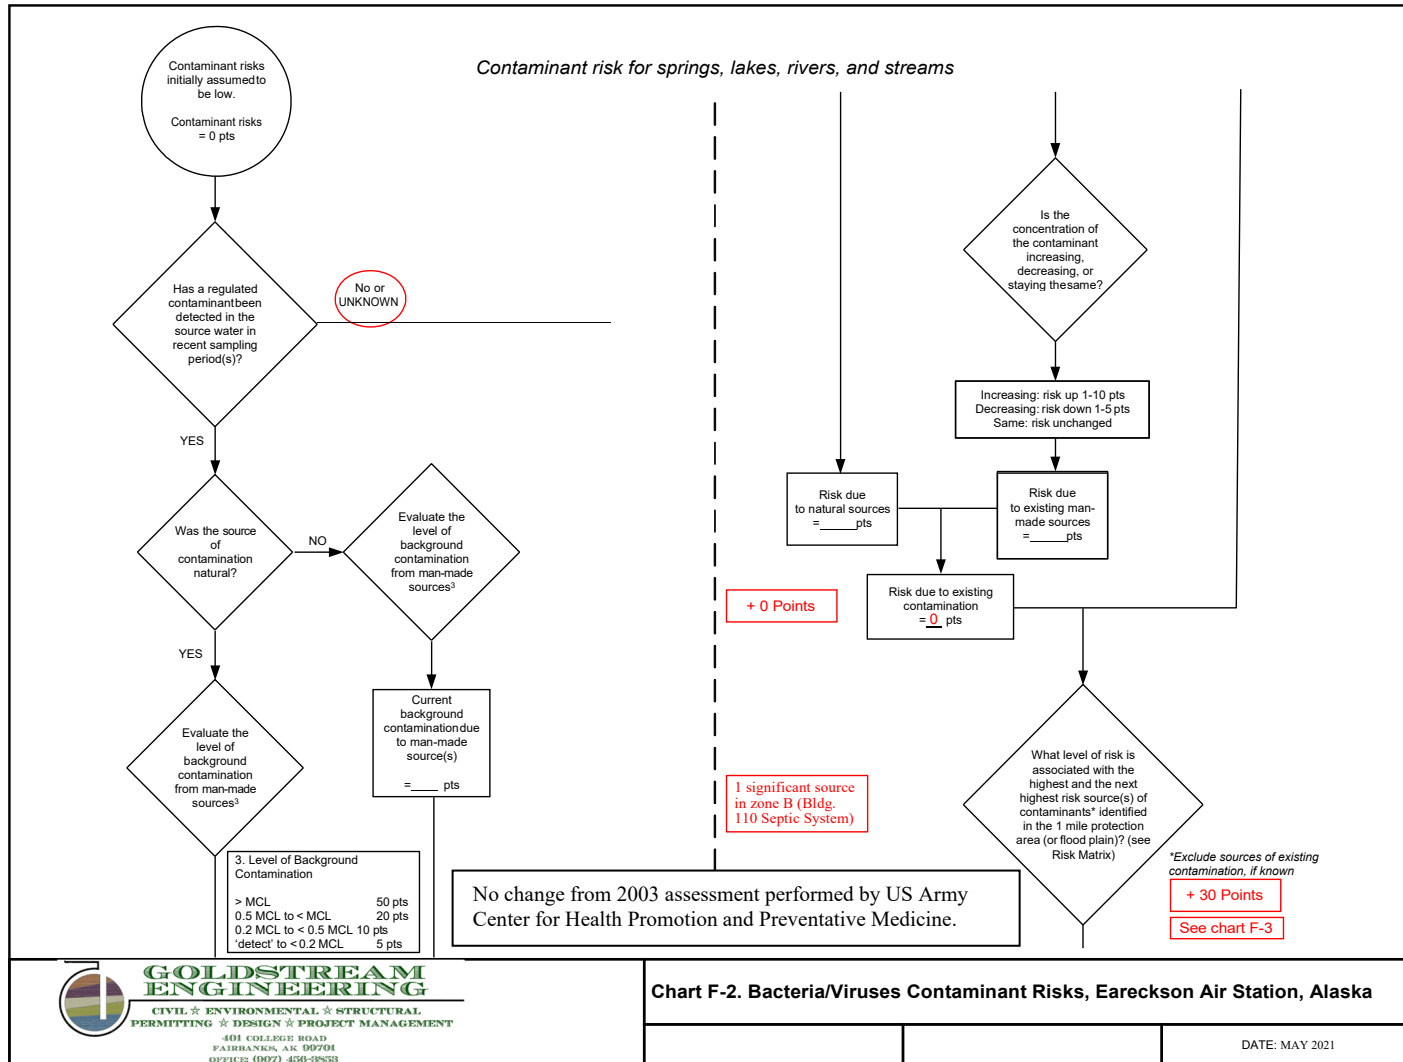 Contaminant risk for springs, lakes, rivers, and streams
Contaminant risks
initially assumed to
be low.
Contaminant risks
= 0 pts
Has a regulated
contaminant been
detected in the
source water in
recent sampling
period(s)?
No or
UNKNOWN
YES
Was the source
of
contamination
natural?
NO
Evaluate the
level of
background
contamination
from man-made
sources3
YES
Evaluate the
level of
background
contamination
from man-made
sources3
Current
background
contamination due
to man-made
source(s)
=____ pts
3. Level of Background
Contamination
> MCL 50 pts
0.5 MCL to < MCL 20 pts
0.2 MCL to < 0.5 MCL 10 pts
'detect' to < 0.2 MCL 5 pts
Is the
concentration of
the contaminant
increasing,
decreasing, or
staying the same?
Increasing: risk up 1-10 pts
Decreasing: risk down 1-5 pts
Same: risk unchanged
Risk due
to natural sources
=______pts
Risk due
to existing man-
made sources
=______pts
+ 0 Points
Risk due to existing
contamination
= 0 pts
1 significant source
in zone B (Bldg.
110 Septic System)
What level of risk is
associated with the
highest and the next
highest risk source(s) of
contaminants* identified
in the 1 mile protection
area (or flood plain)? (see
Risk Matrix)
*Exclude sources of existing
contamination, if known
+ 30 Points
See chart F-3
No change from 2003 assessment performed by US Army
Center for Health Promotion and Preventative Medicine.
GOLDSTREAM
ENGINEERING
CIVIL ☆ ENVIRONMENTAL ☆ STRUCTURAL
PERMITTING ☆ DESIGN ☆ PROJECT MANAGEMENT
401 COLLEGE ROAD
FAIRBANKS, AK 99701
OFFICE: (907) 456-3853
Chart F-2. Bacteria/Viruses Contaminant Risks, Eareckson Air Station, Alaska
DATE: MAY 2021